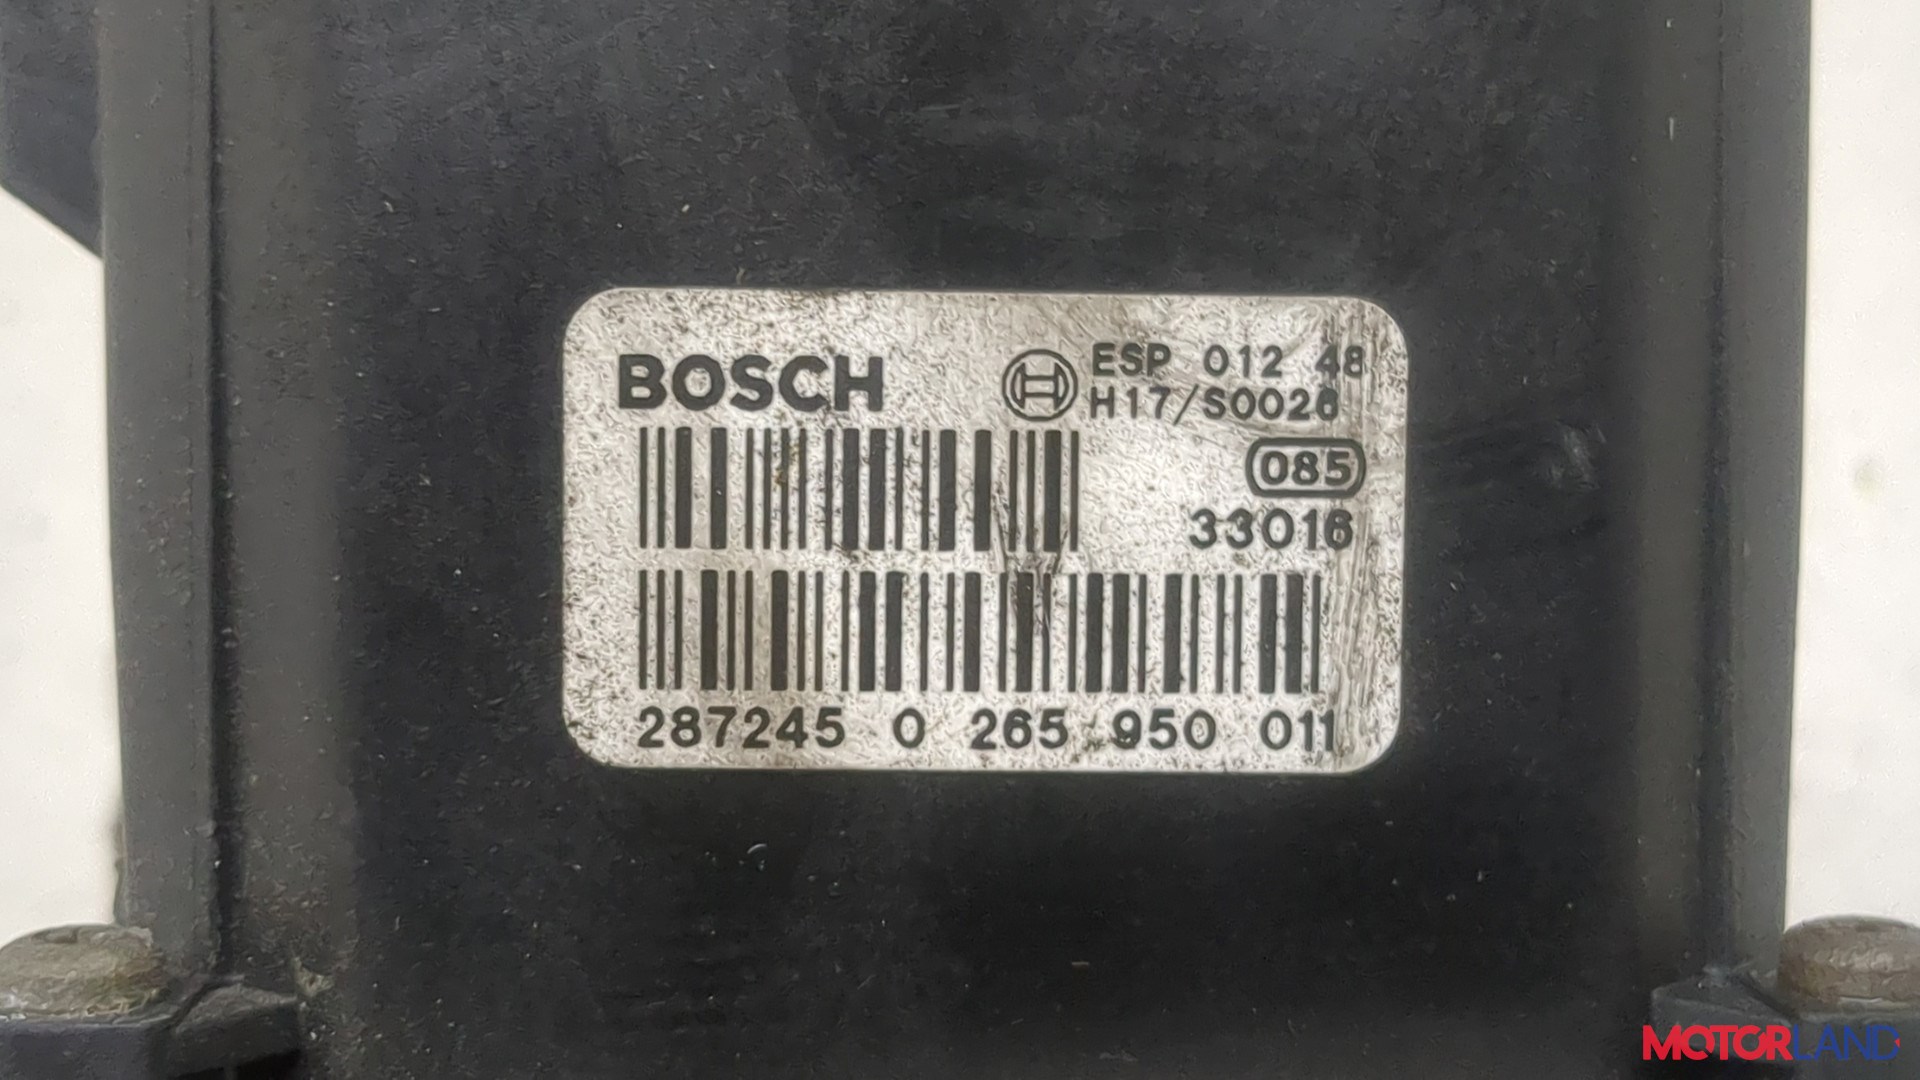 BOSCH
ESP 012 48
H17/S0026
085
33016
287245 0 265 950 011
MOTORLAND